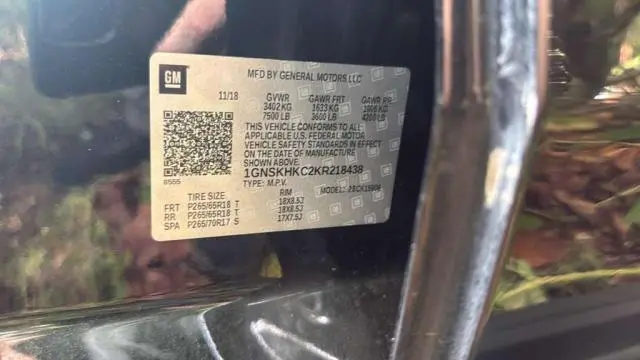 GM
MFD BY GENERAL MOTORS LLC
11/18 GVWR GAWR FRT GAWR RR
3402 KG 1633 KG 1905 KG
7500 LB 3600 LB 4200 LB
THIS VEHICLE CONFORMS TO ALL
APPLICABLE U.S. FEDERAL MOTOR
VEHICLE SAFETY STANDARDS IN EFFECT
ON THE DATE OF MANUFACTURE
SHOWN ABOVE.
1GNSKHKC2KR218438
8555 TYPE: M.P.V. MODEL:
TIRE SIZE RIM
FRT P265/65R18 T 18X8.5J
RR P265/65R18 T 18X8.5J
SPA P265/70R17 S 17X7.5J